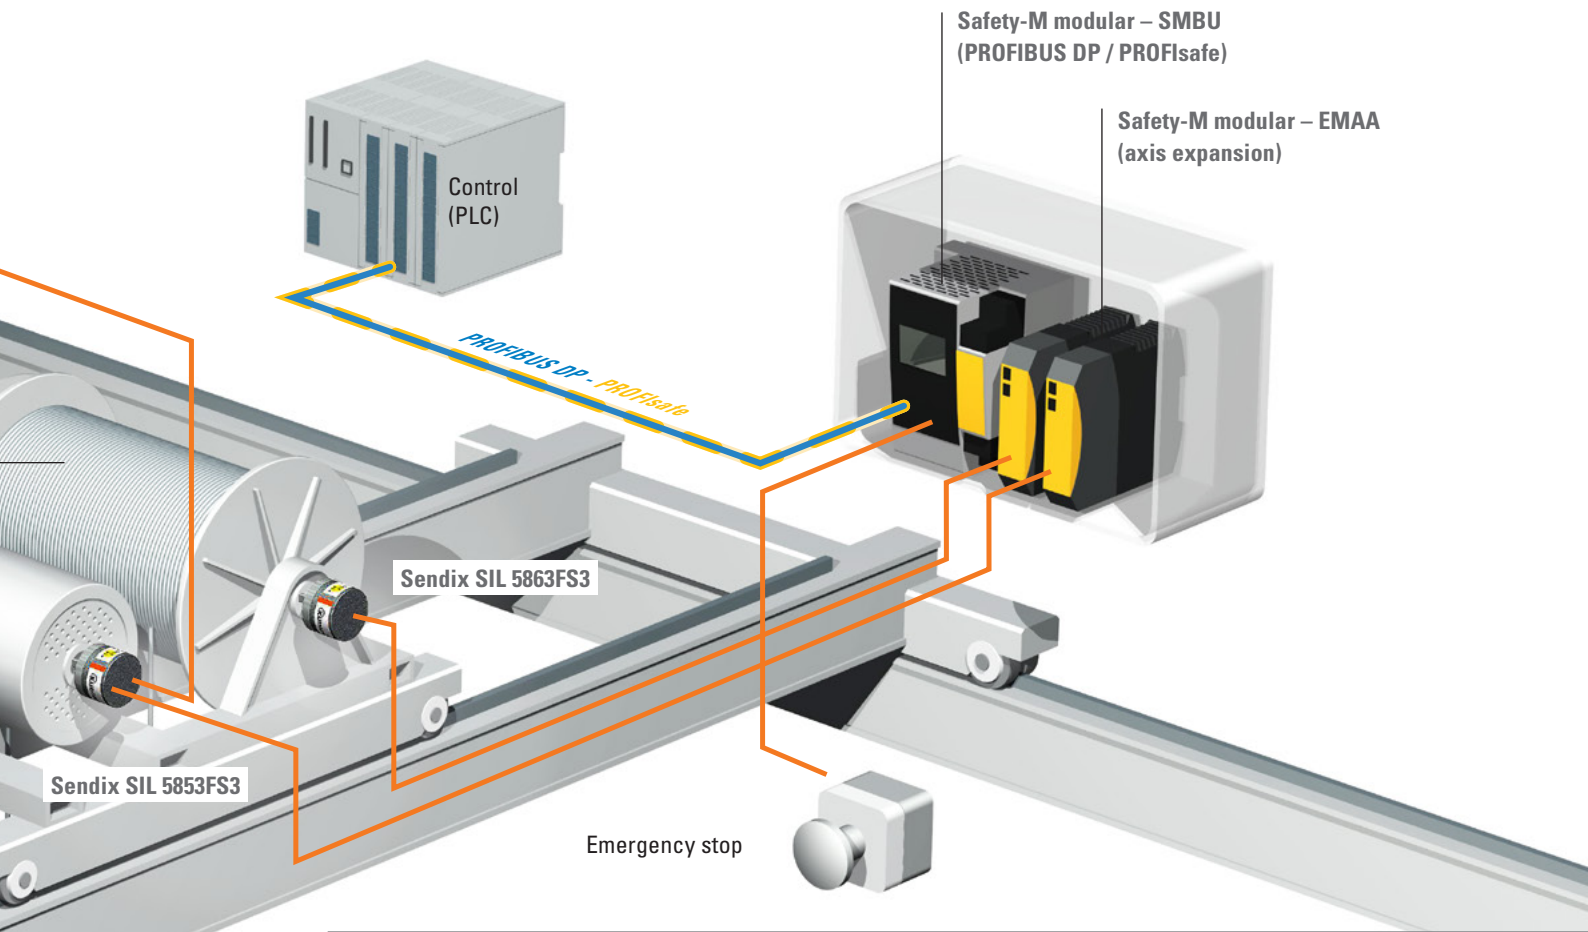 Safety-M modular – SMBU
(PROFIBUS DP / PROFIsafe)
Safety-M modular – EMAA
(axis expansion)
Control
(PLC)
PROFIBUS DP - PROFIsafe
Sendix SIL 5863FS3
Sendix SIL 5853FS3
Emergency stop